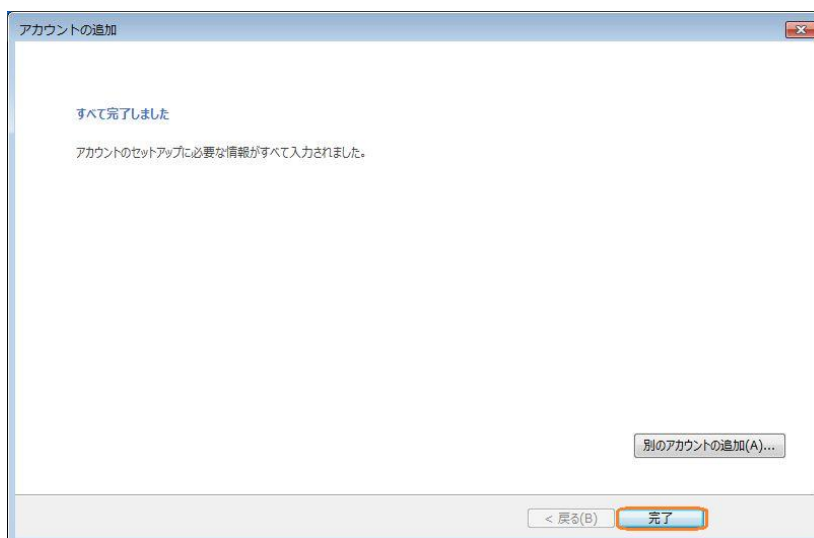 アカウントの追加
すべて完了しました
アカウントのセットアップに必要な情報がすべて入力されました。
別のアカウントの追加(A)...
< 戻る(B)
完了